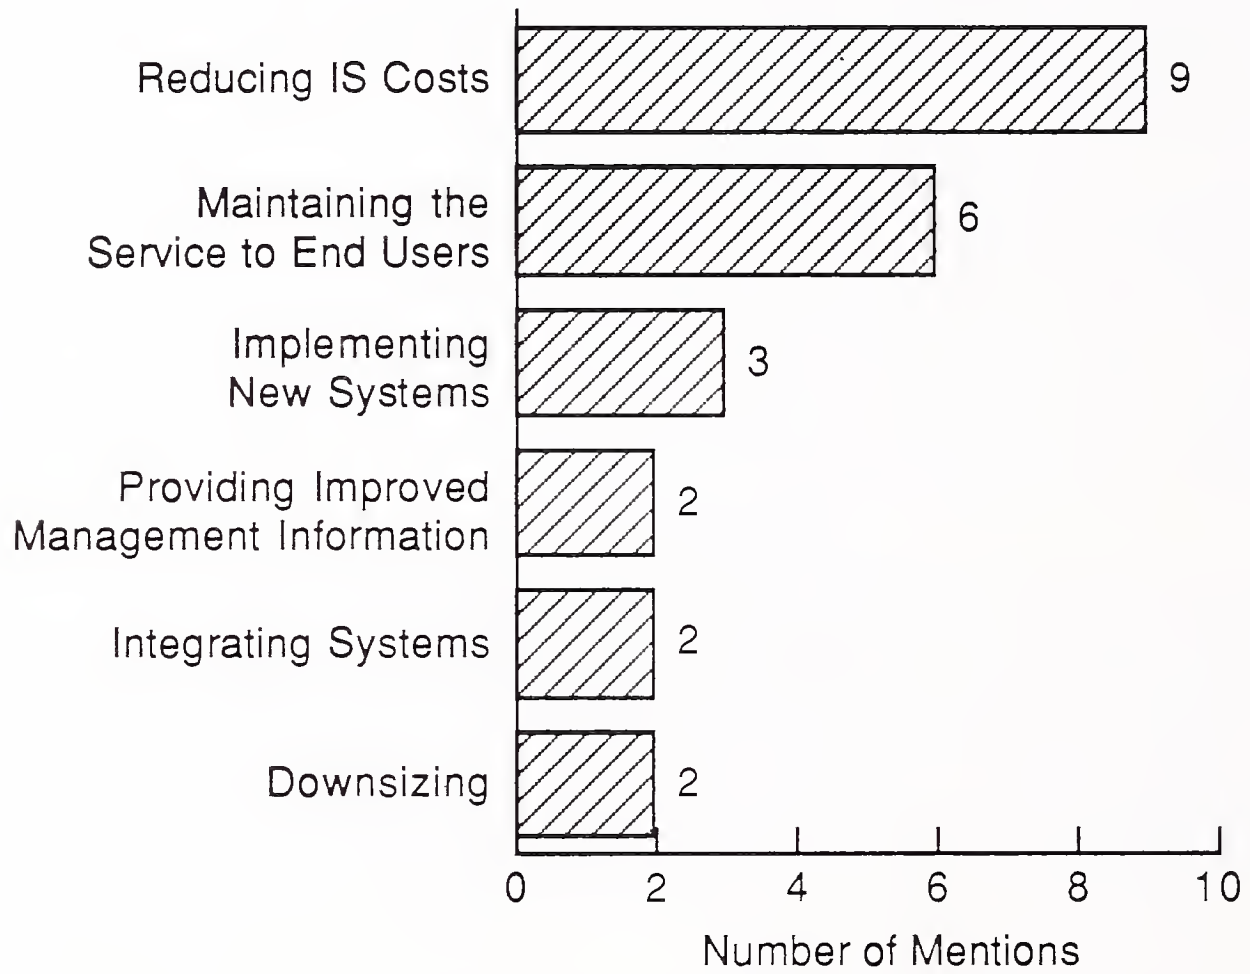 Reducing IS Costs
9
Maintaining the
Service to End Users
6
Implementing
New Systems
3
Providing Improved
Management Information
2
Integrating Systems
2
Downsizing
2
0 2 4 6 8 10
Number of Mentions